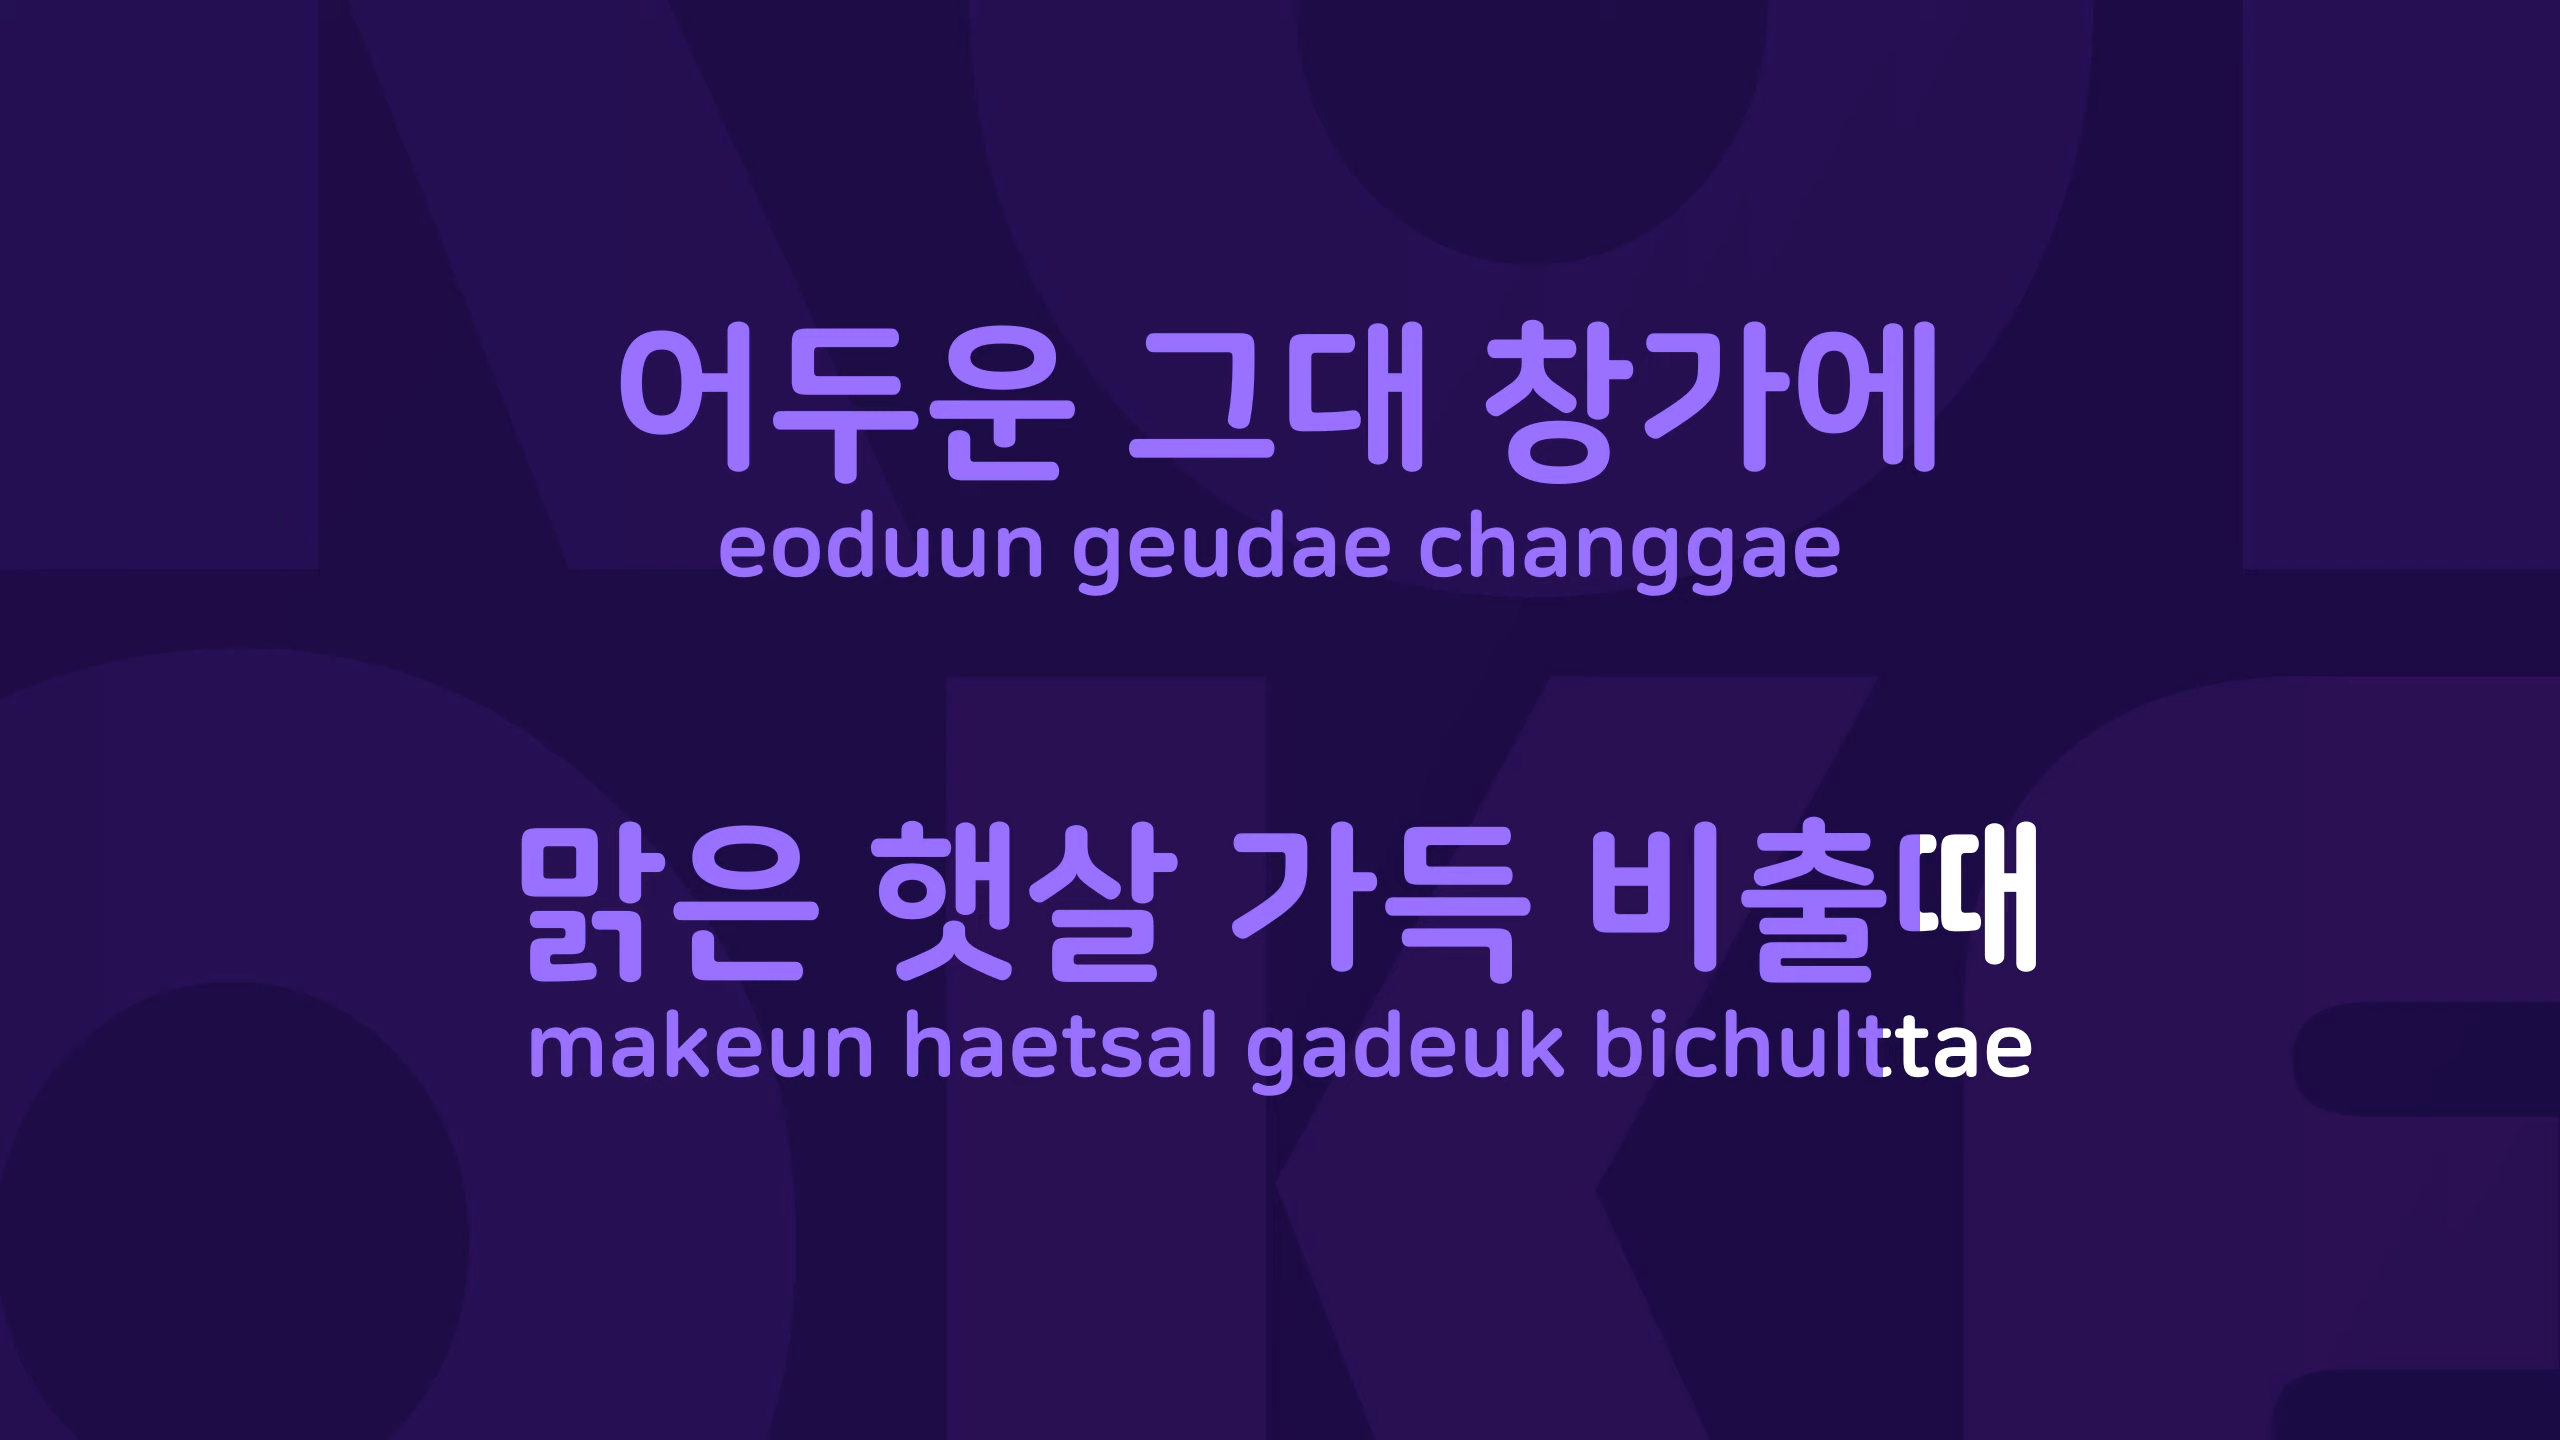 어두운 그대 창가에
eoduun geudae changgae
맑은 햇살 가득 비출때
makeun haetsal gadeuk bichulttae